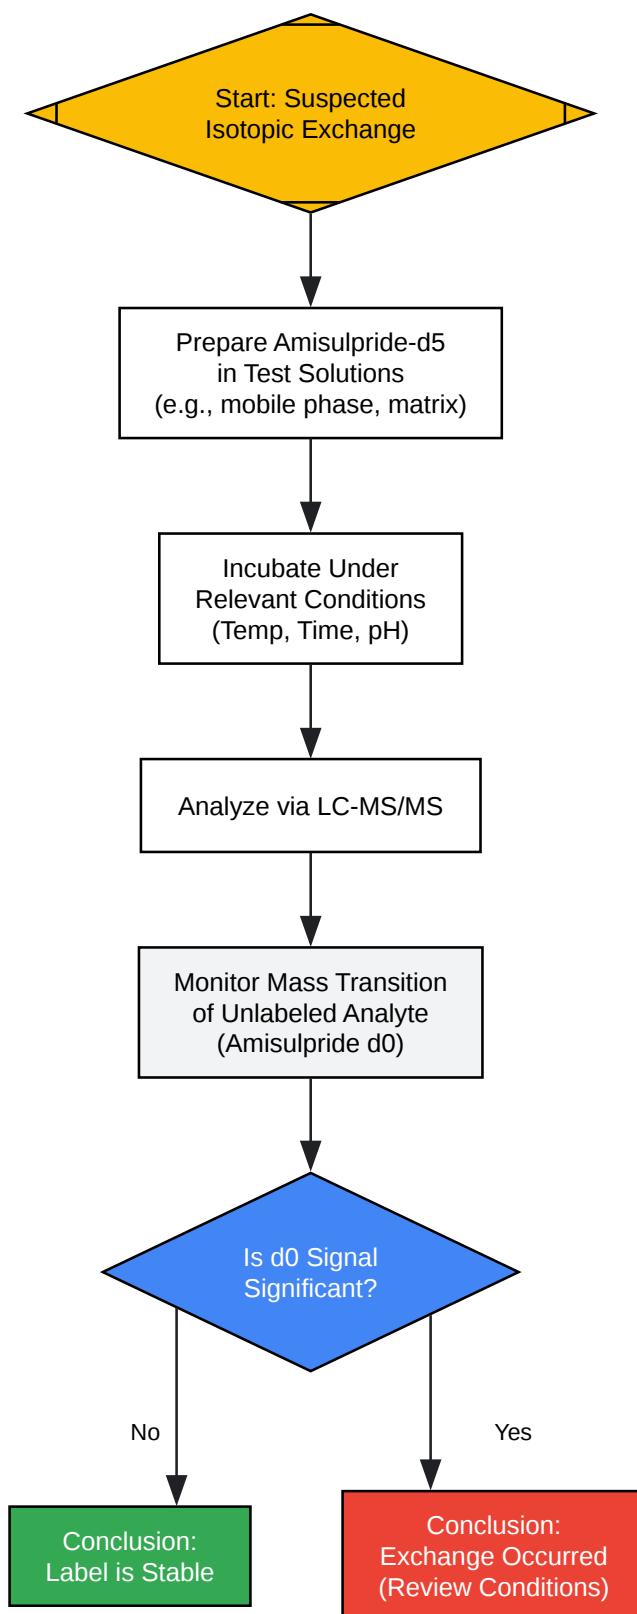 Start: Suspected
Isotopic Exchange
Prepare Amisulpride-d5
in Test Solutions
(e.g., mobile phase, matrix)
Incubate Under
Relevant Conditions
(Temp, Time, pH)
Analyze via LC-MS/MS
Monitor Mass Transition
of Unlabeled Analyte
(Amisulpride d0)
Is d0 Signal
Significant?
No
Yes
Conclusion:
Label is Stable
Conclusion:
Exchange Occurred
(Review Conditions)